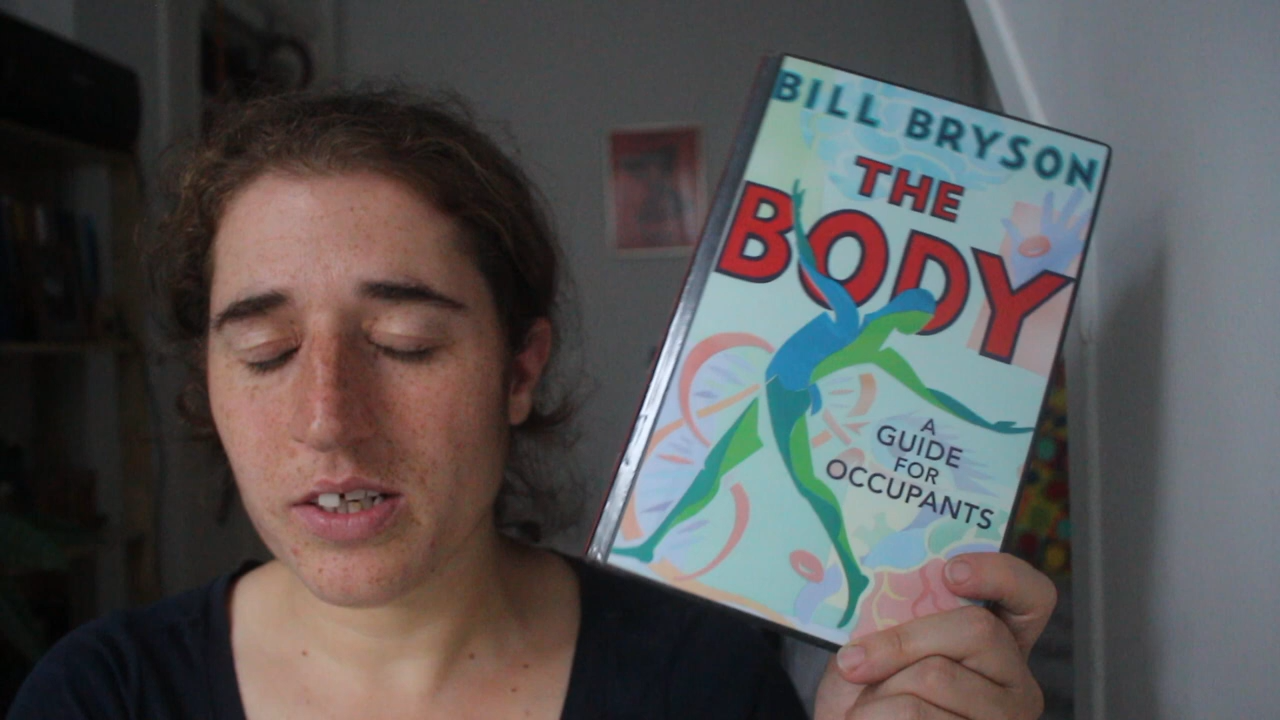 BILL BRYSON
THE
BODY
A
GUIDE
FOR
OCCUPANTS